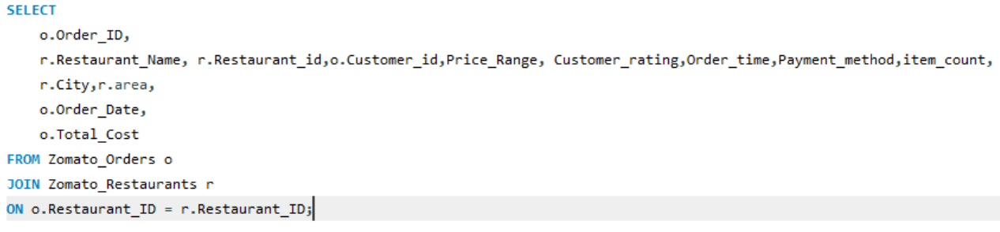 SELECT
o.Order_ID,
r.Restaurant_Name, r.Restaurant_id,o.Customer_id,Price_Range, Customer_rating,Order_time,Payment_method,item_count,
r.City,r.area,
o.Order_Date,
o.Total_Cost
FROM Zomato_Orders o
JOIN Zomato_Restaurants r
ON o.Restaurant_ID = r.Restaurant_ID;